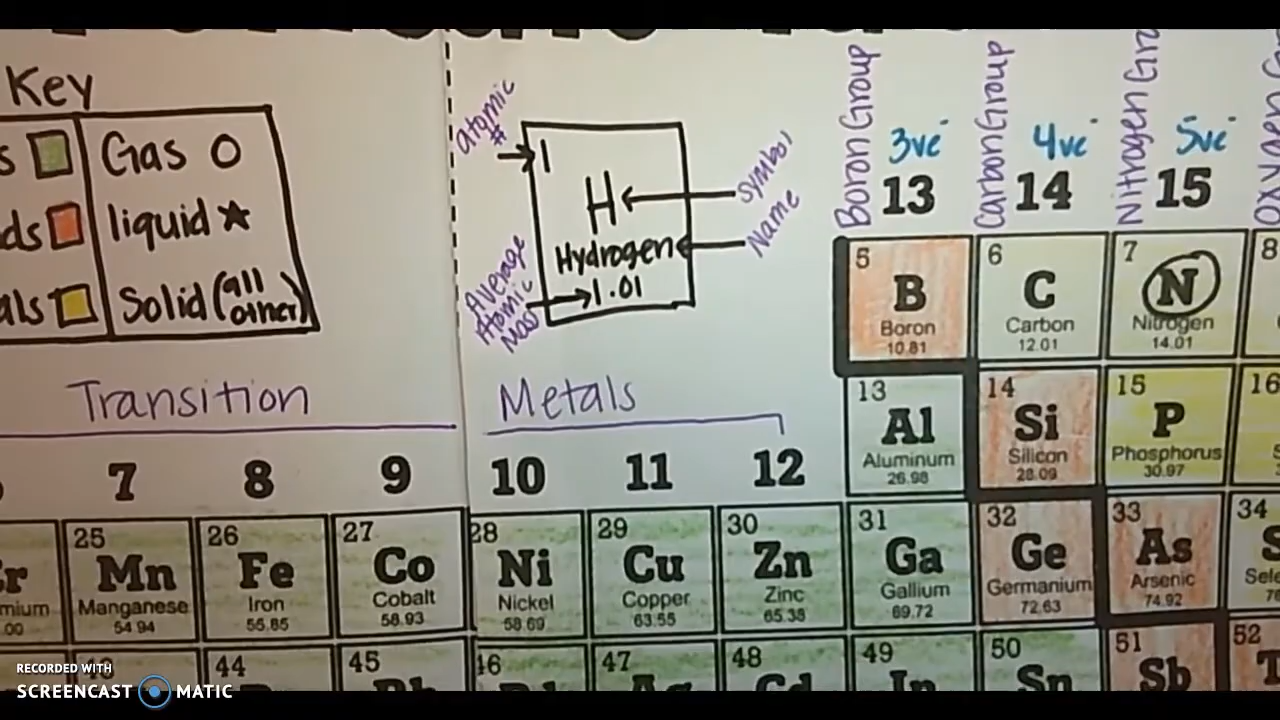 Key
Gas
liquid
Solid (all other)
atomic #
1
H
Hydrogen
1.01
Symbol
Name
Average Atomic Mass
Transition
Metals
Boron Group
Carbon Group
Nitrogen
3ve-
4ve-
5ve-
13
14
15
5
B
Boron
10.81
6
C
Carbon
12.01
7
N
Nitrogen
14.01
8
13
Al
Aluminum
26.98
14
Si
Silicon
28.09
15
P
Phosphorus
30.97
16
7
8
9
10
11
12
25
Mn
Manganese
54.94
26
Fe
Iron
55.85
27
Co
Cobalt
58.93
28
Ni
Nickel
58.69
29
Cu
Copper
63.55
30
Zn
Zinc
65.38
31
Ga
Gallium
69.72
32
Ge
Germanium
72.63
33
As
Arsenic
74.92
34
44
45
46
47
48
49
In
50
Sn
51
Sb
52
RECORDED WITH
SCREENCAST MATIC